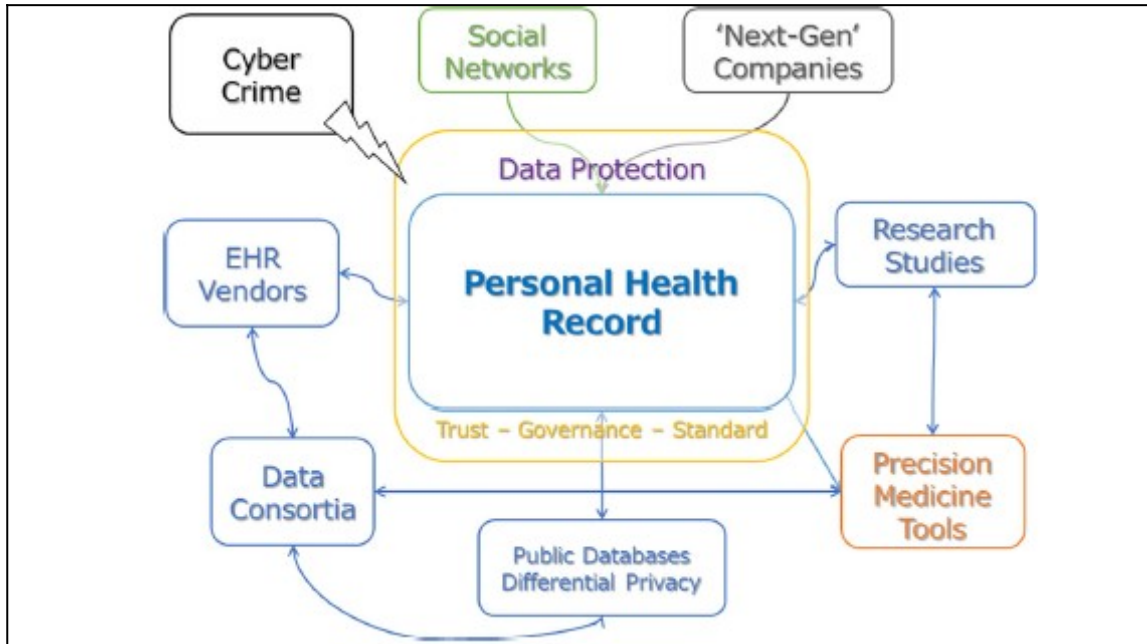 Cyber
Crime
Social
Networks
‘Next-Gen’
Companies
Data Protection
EHR
Vendors
Personal Health
Record
Research
Studies
Trust – Governance – Standard
Data
Consortia
Precision
Medicine
Tools
Public Databases
Differential Privacy